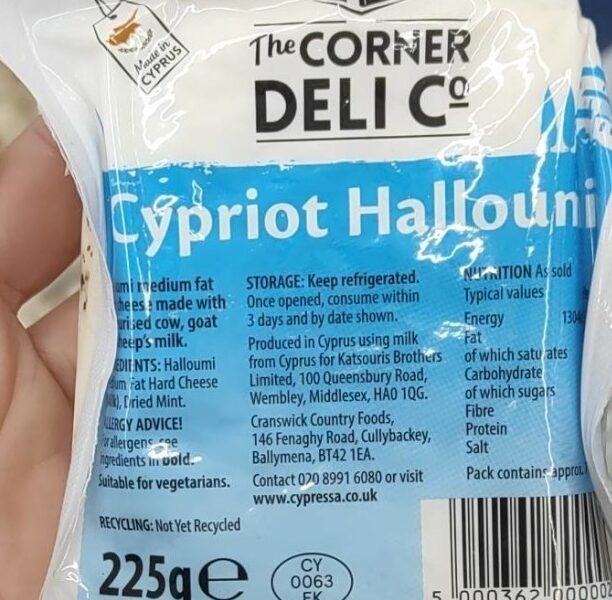 Made in
CYPRUS
The CORNER
DELI Cº
Cypriot Halloumi
medium fat
made with
cow, goat
milk.
Halloumi
Fat Hard Cheese
Dried Mint.
ADVICE!
allergens see
ingredients in bold.
Suitable for vegetarians.
RECYCLING: Not Yet Recycled
225g e
STORAGE: Keep refrigerated.
Once opened, consume within
3 days and by date shown.
Produced in Cyprus using milk
from Cyprus for Katsouris Brothers
Limited, 100 Queensbury Road,
Wembley, Middlesex, HA0 1QG.
Cranswick Country Foods,
146 Fenaghy Road, Cullybackey,
Ballymena, BT42 1EA.
Contact 020 8991 6080 or visit
www.cypressa.co.uk
CY
0063
EK
NUTRITION As sold
Typical values
Energy
Fat
of which saturates
Carbohydrate
of which sugars
Fibre
Protein
Salt
Pack contains approx.
5 000362